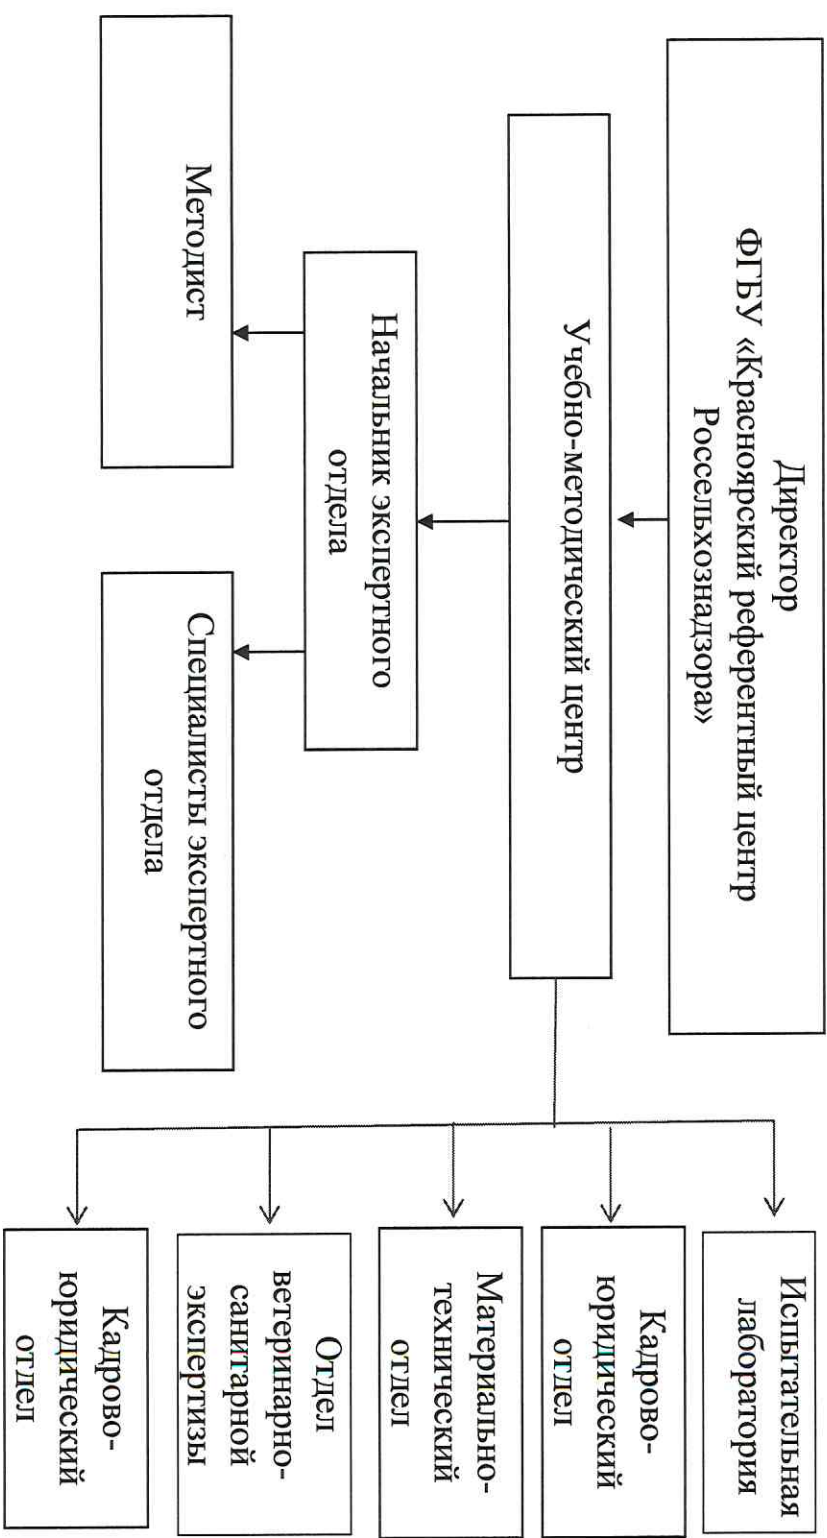 Директор
ФГБУ «Красноярский референтный центр
Россельхознадзора»
Учебно-методический центр
Начальник экспертного
отдела
Методист
Специалисты экспертного
отдела
Испытательная
лаборатория
Кадрово-
юридический
отдел
Материально-
технический
отдел
Отдел
ветеринарно-
санитарной
экспертизы
Кадрово-
юридический
отдел